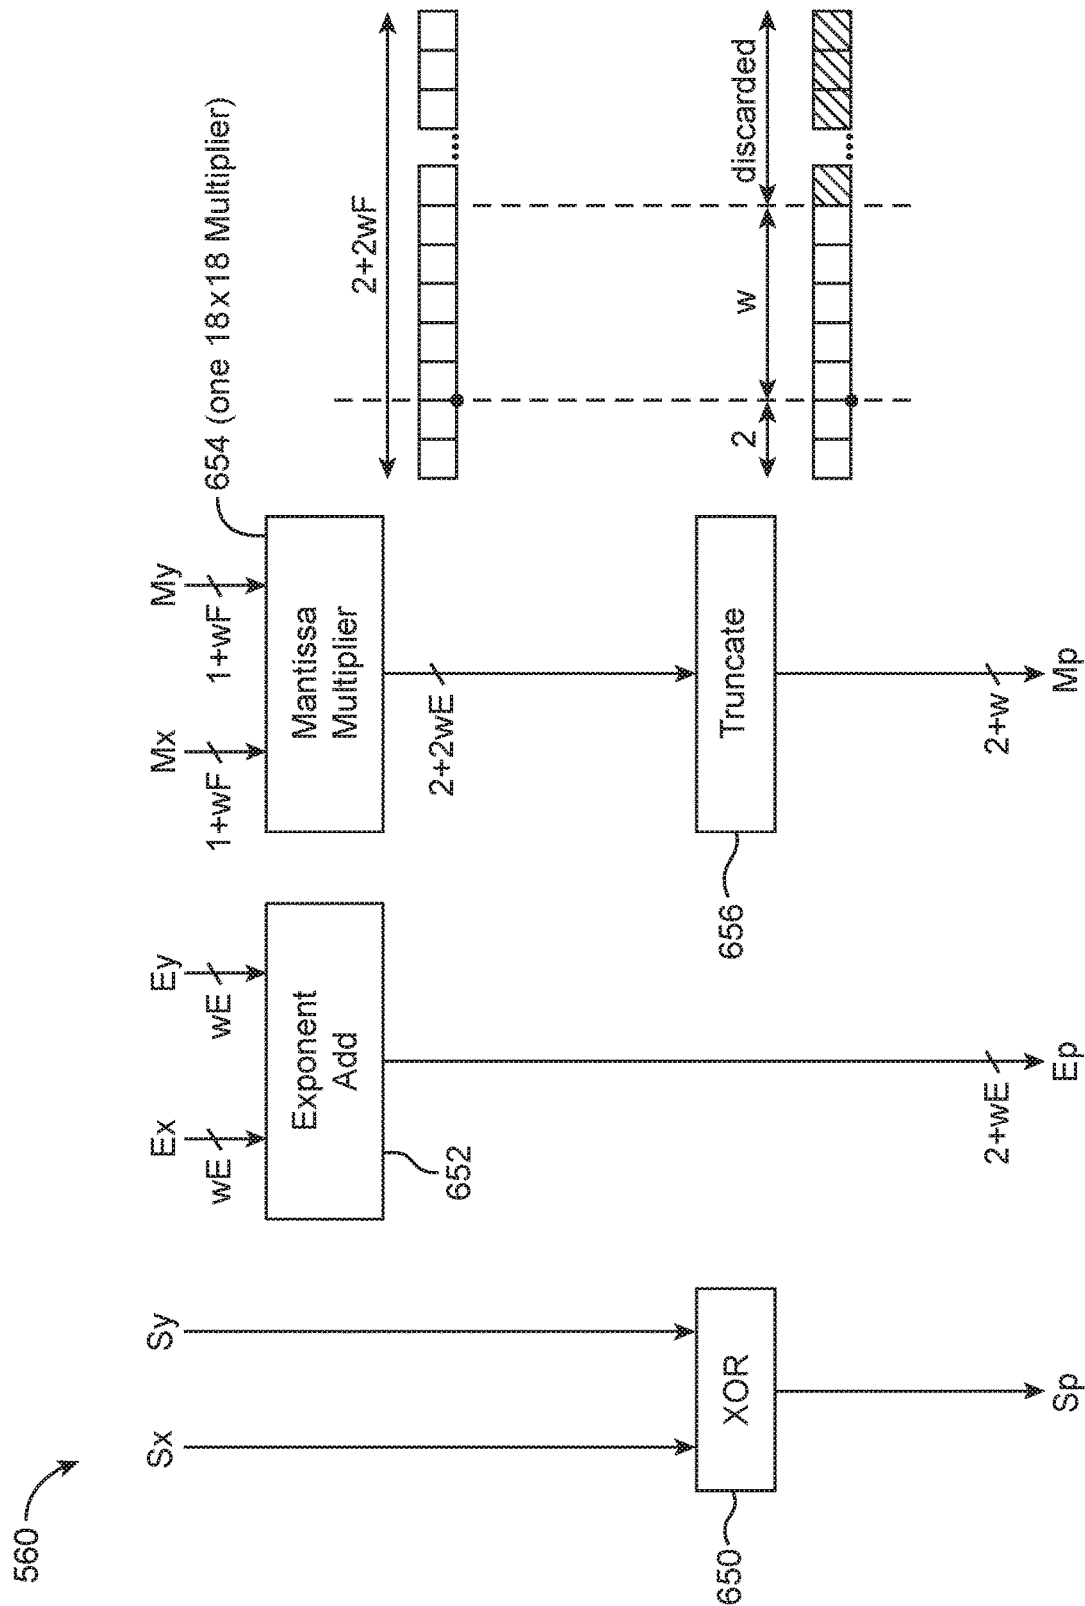 560
Sx
Sy
XOR
650
Sp
Ex
Ey
wE
wE
Exponent
Add
652
2+wE
Ep
Mx
My
1+wF
1+wF
654 (one 18x18 Multiplier)
Mantissa
Multiplier
2+2wE
Truncate
656
2+w
Mp
2+2wF
...
2
w
discarded
...